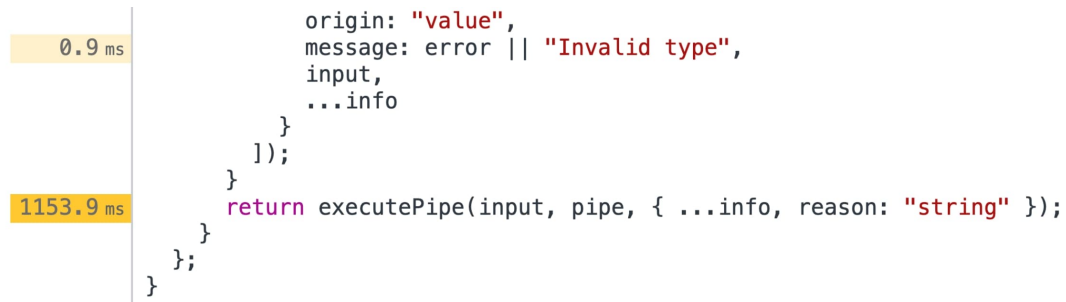 origin: "value",
0.9 ms message: error || "Invalid type",
input,
...info
}
]);
}
1153.9 ms return executePipe(input, pipe, { ...info, reason: "string" });
}
};
}